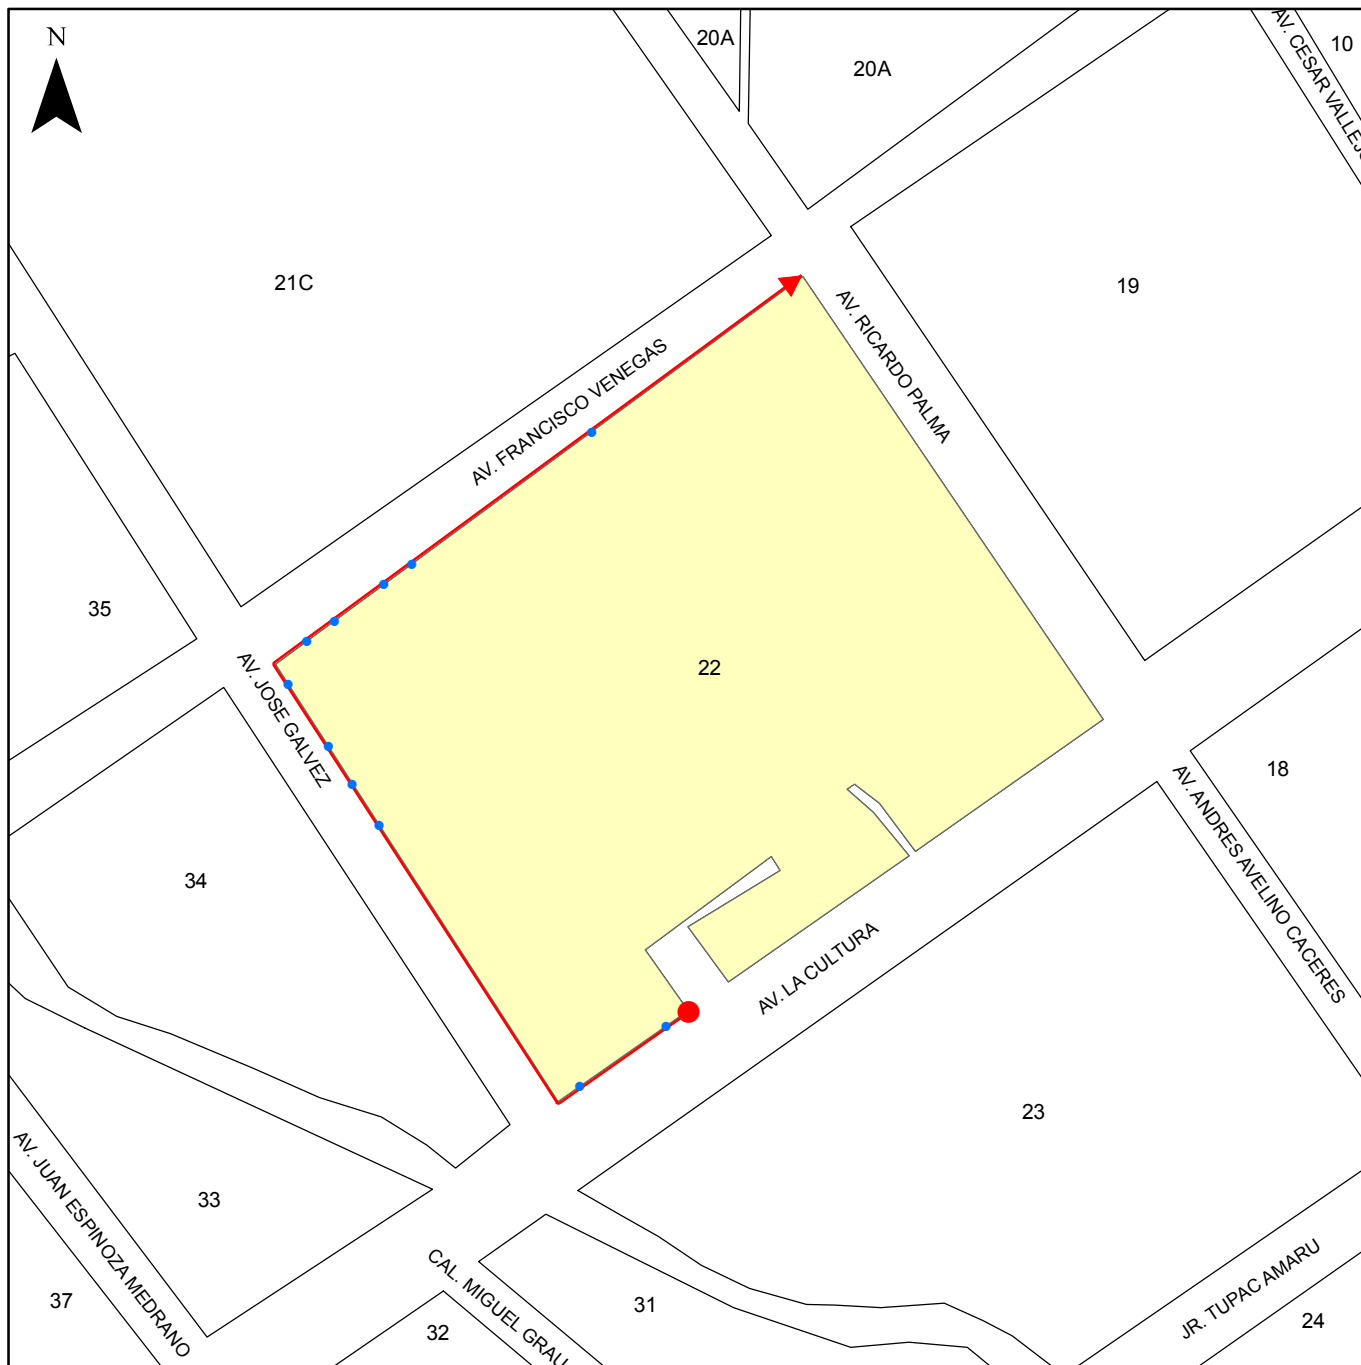 N
20A
20A
10
AV. CESAR VALLEJO
21C
19
AV. RICARDO PALMA
AV. FRANCISCO VENEGAS
35
22
AV. JOSE GALVEZ
18
AV. ANDRES AVELINO CACERES
34
AV. LA CULTURA
23
33
AV. JUAN ESPINOZA MEDRANO
CAL. MIGUEL GRAU
JR. TUPAC AMARU
37
31
32
24